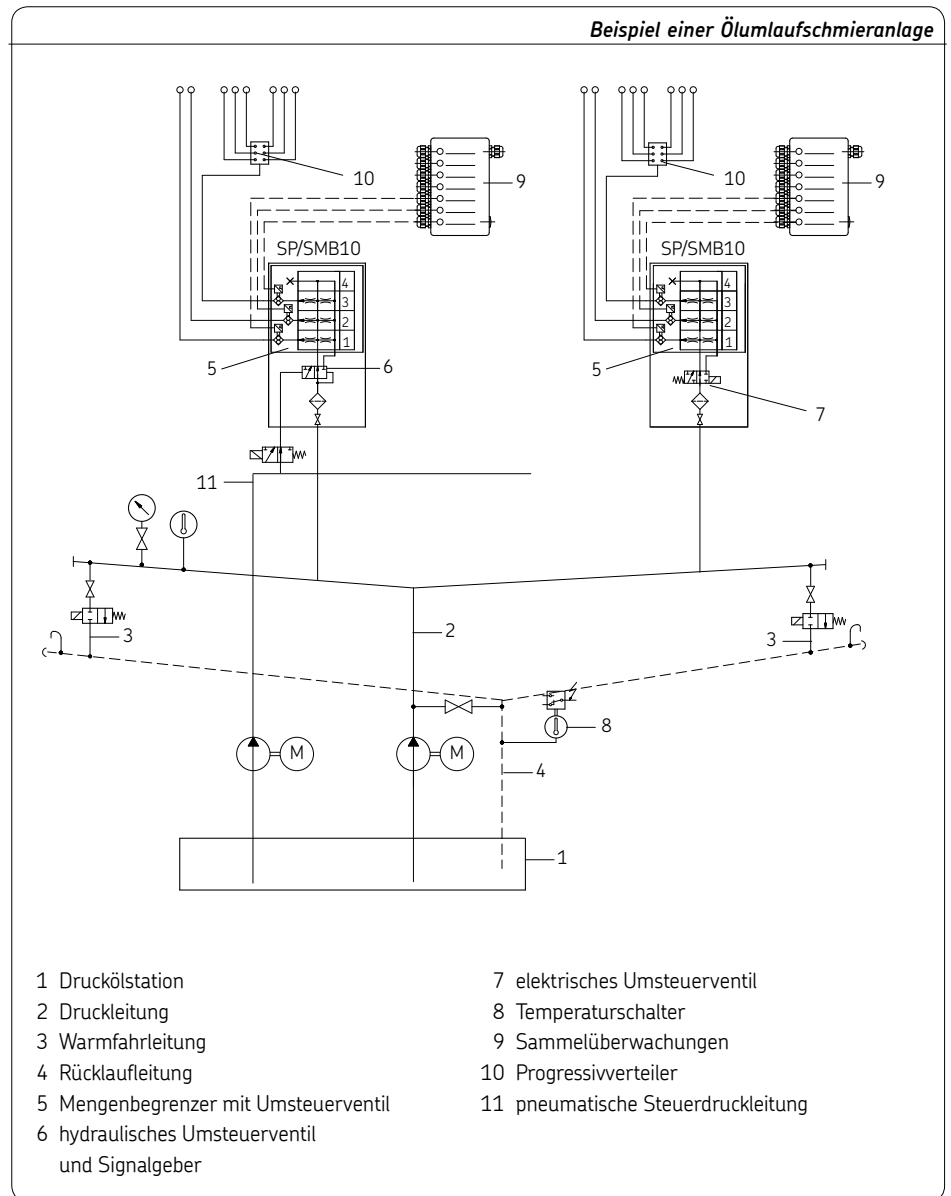 Beispiel einer Ölumlaufschmieranlage
10
9
10
9
SP/SMB10
SP/SMB10
4
3
2
1
4
3
2
1
5
6
5
7
11
3
2
3
8
M
M
4
1
1 Druckölstation
2 Druckleitung
3 Warmfahrleitung
4 Rücklaufleitung
5 Mengenbegrenzer mit Umsteuerventil
6 hydraulisches Umsteuerventil
und Signalgeber
7 elektrisches Umsteuerventil
8 Temperaturschalter
9 Sammelüberwachungen
10 Progressivverteiler
11 pneumatische Steuerdruckleitung